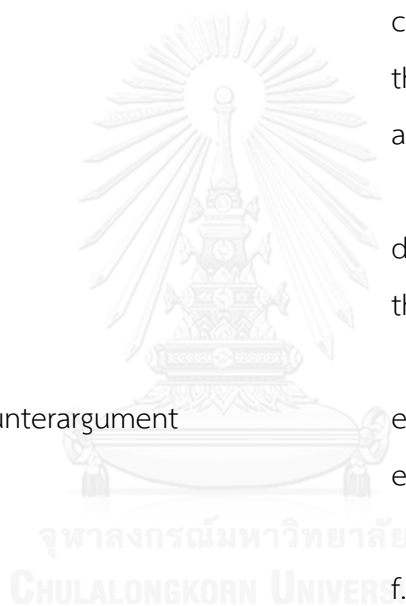 c
th
a
d
th
unterargument
e
e
จุฬาลงกรณ์มหาวิทยาลัย
CHULALONGKORN UNIVERS
f.